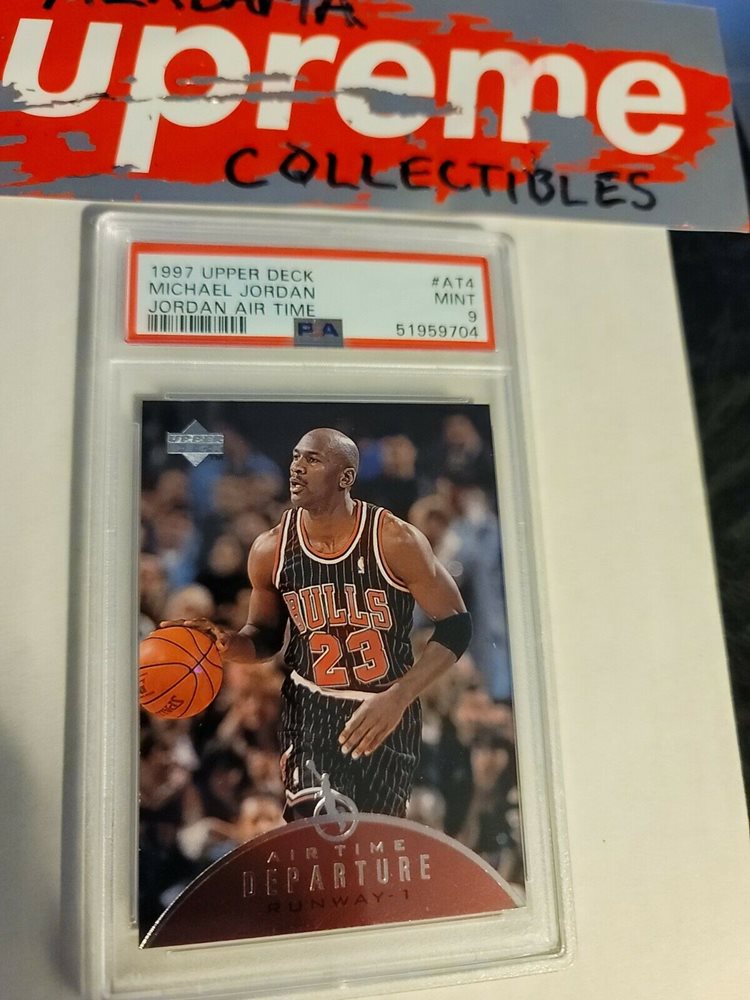 upreme
COLLECTIBLES
1997 UPPER DECK #AT4
MICHAEL JORDAN MINT
JORDAN AIR TIME 9
PSA 51959704
UPPER
BULLS
23
AIR TIME
DEPARTURE
RUNWAY-1